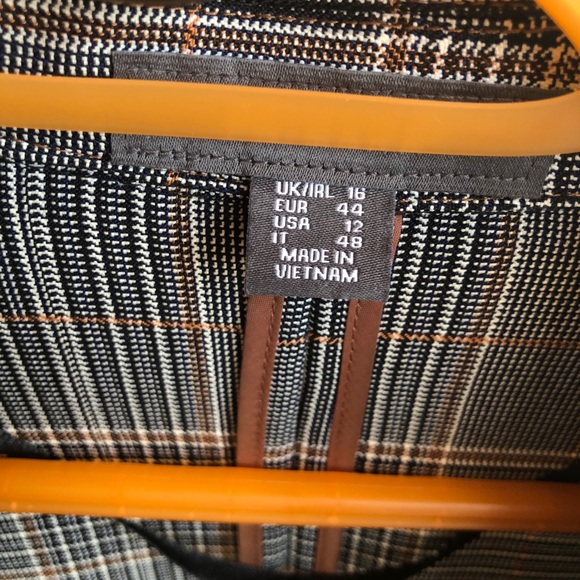 UK/IRL 16
EUR 44
USA 12
IT 48
MADE IN
VIETNAM